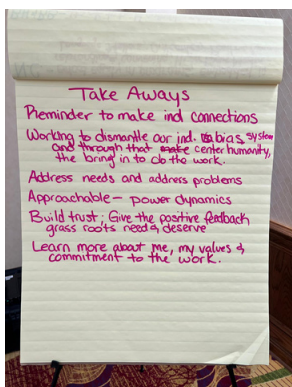 Take Aways
Reminder to make ind connections
Working to dismantle our ind. bias, system
and through that center humanity,
the bring in to do the work.
Address needs and address problems
Approachable - power dynamics
Build trust; Give the positive feedback
grass roots need & deserve
Learn more about me, my values &
commitment to the work.